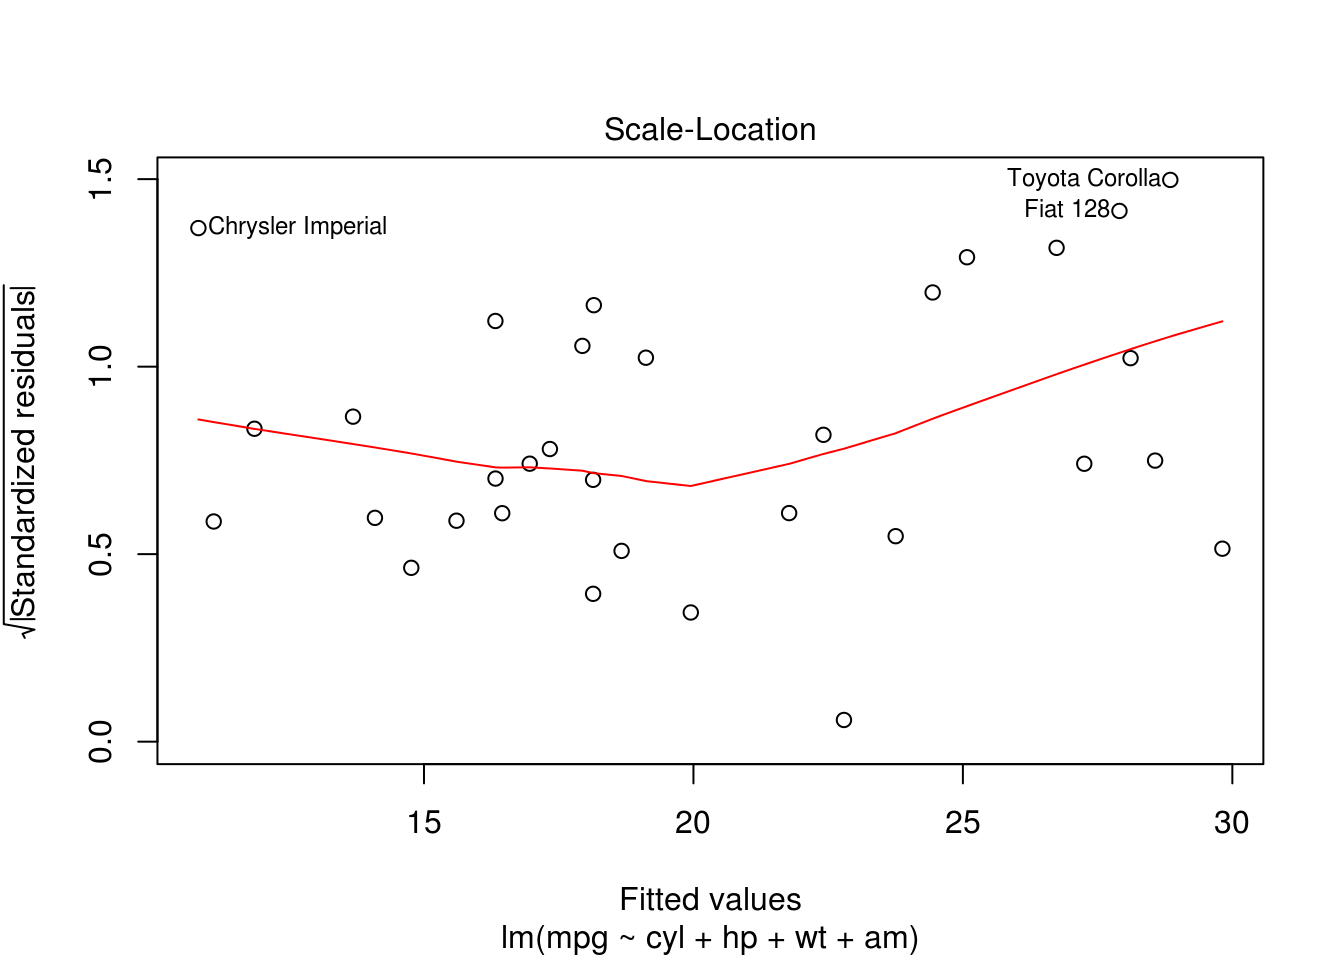 Scale-Location
√|Standardized residuals|
1.5
1.0
0.5
0.0
Toyota Corolla
Fiat 128
Chrysler Imperial
15 20 25 30
Fitted values
lm(mpg ~ cyl + hp + wt + am)